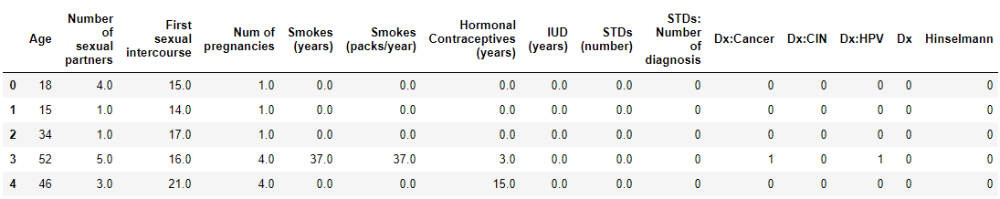 Age Number of sexual partners First sexual intercourse Num of pregnancies Smokes (years) Smokes (packs/year) Hormonal Contraceptives (years) IUD (years) STDs (number) STDs: Number of diagnosis Dx:Cancer Dx:CIN Dx:HPV Dx Hinselmann
0 18 4.0 15.0 1.0 0.0 0.0 0.0 0.0 0.0 0 0 0 0 0 0
1 15 1.0 14.0 1.0 0.0 0.0 0.0 0.0 0.0 0 0 0 0 0 0
2 34 1.0 17.0 1.0 0.0 0.0 0.0 0.0 0.0 0 0 0 0 0 0
3 52 5.0 16.0 4.0 37.0 37.0 3.0 0.0 0.0 0 1 0 1 0 0
4 46 3.0 21.0 4.0 0.0 0.0 15.0 0.0 0.0 0 0 0 0 0 0